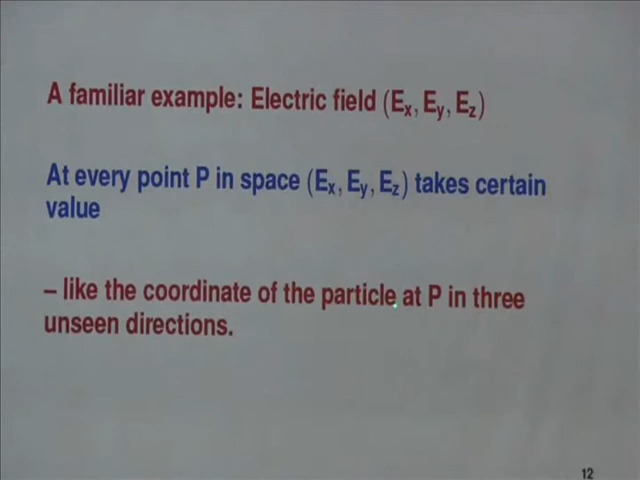 A familiar example: Electric field (Ex, Ey, Ez)
At every point P in space (Ex, Ey, Ez) takes certain
value
– like the coordinate of the particle at P in three
unseen directions.
12